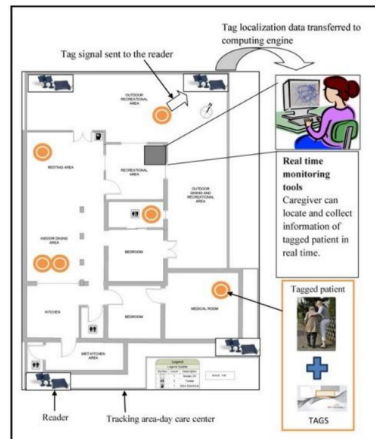 Tag signal sent to the reader
Tag localization data transferred to
computing engine
OUTDOOR
RECREATIONAL
AREA
RESTING AREA
RECREATIONAL
AREA
OUTDOOR
DINING AND
RECREATIONAL
AREA
Real time
monitoring
tools
Caregiver can
locate and collect
information of
tagged patient in
real time.
INDOOR DINING
AREA
BEDROOM
Tagged patient
KITCHEN
BEDROOM
MEDICAL ROOM
WET KITCHEN
AREA
Legend
TAGS
Reader
Tracking area-day care center